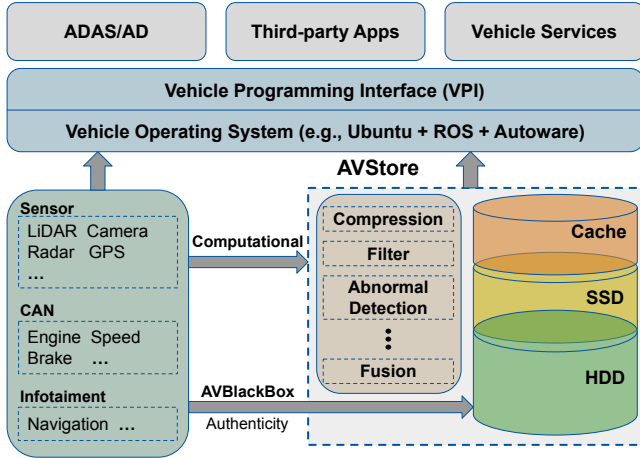 ADAS/AD
Third-party Apps
Vehicle Services
Vehicle Programming Interface (VPI)
Vehicle Operating System (e.g., Ubuntu + ROS + Autoware)
AVStore
Sensor
LiDAR Camera
Radar GPS
...
CAN
Engine Speed
Brake ...
Infotaiment
Navigation ...
Computational
AVBlackBox
Authenticity
Compression
Filter
Abnormal
Detection
Fusion
Cache
SSD
HDD